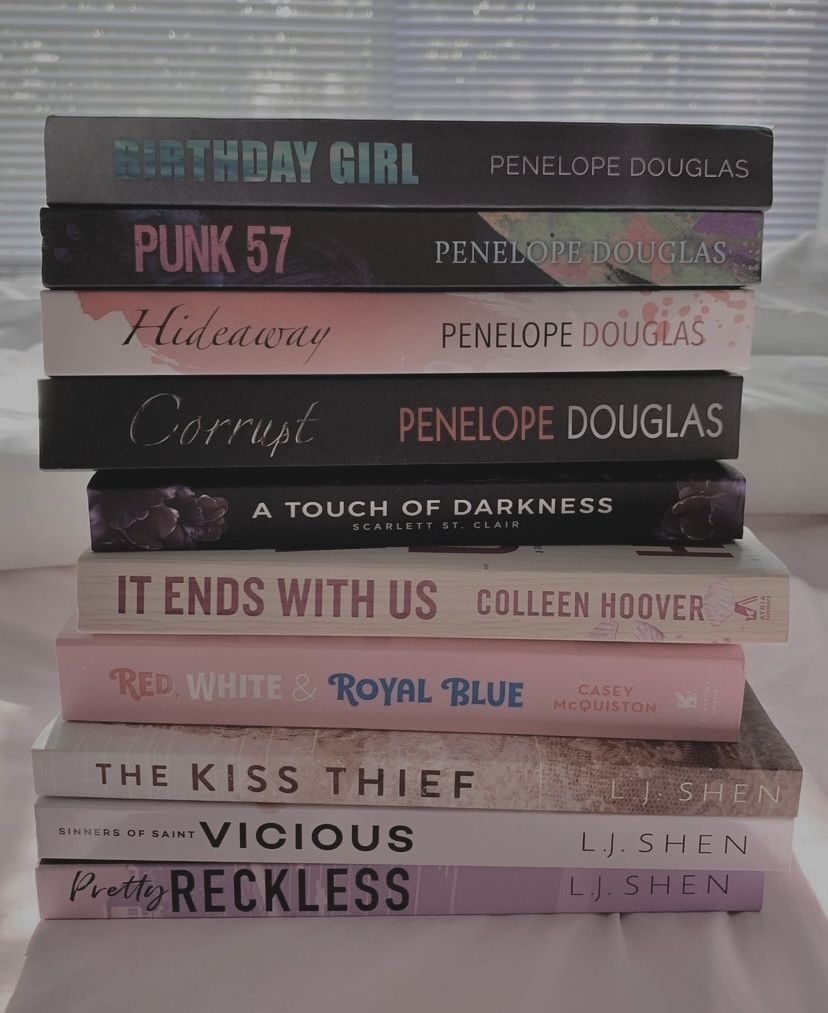 BIRTHDAY GIRL PENELOPE DOUGLAS
PUNK 57 PENELOPE DOUGLAS
Hideaway PENELOPE DOUGLAS
Corrupt PENELOPE DOUGLAS
A TOUCH OF DARKNESS
SCARLETT ST. CLAIR
IT ENDS WITH US COLLEEN HOOVER
ATRIA
RED, WHITE & ROYAL BLUE CASEY
McQUISTON
THE KISS THIEF L.J. SHEN
SINNERS OF SAINT VICIOUS L.J. SHEN
Pretty RECKLESS L.J. SHEN